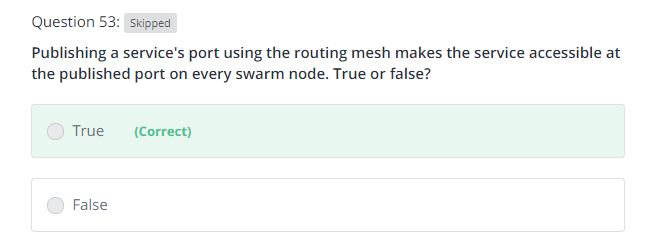 Question 53: Skipped
Publishing a service's port using the routing mesh makes the service accessible at
the published port on every swarm node. True or false?
True (Correct)
False